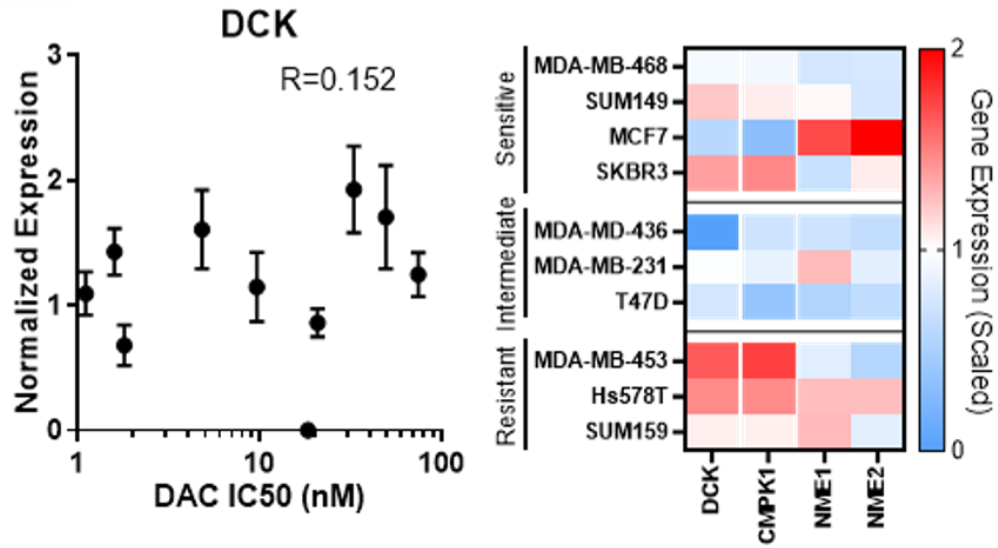 DCK
R=0.152
Normalized Expression
3
2
1
0
1
10
100
DAC IC50 (nM)
Sensitive
MDA-MB-468
SUM149
MCF7
SKBR3
Intermediate
MDA-MD-436
MDA-MB-231
T47D
Resistant
MDA-MB-453
Hs578T
SUM159
DCK
CMPK1
NME1
NME2
2
1
0
Gene Expression (Scaled)